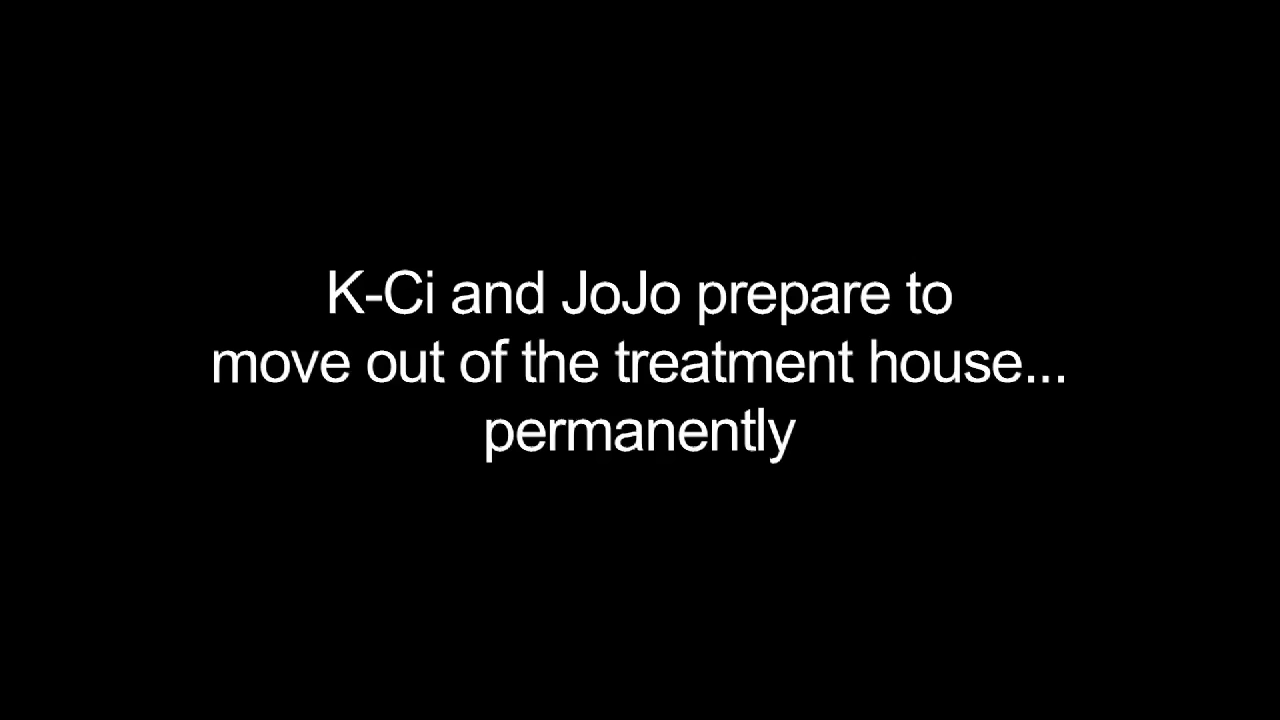 K-Ci and JoJo prepare to
move out of the treatment house...
permanently